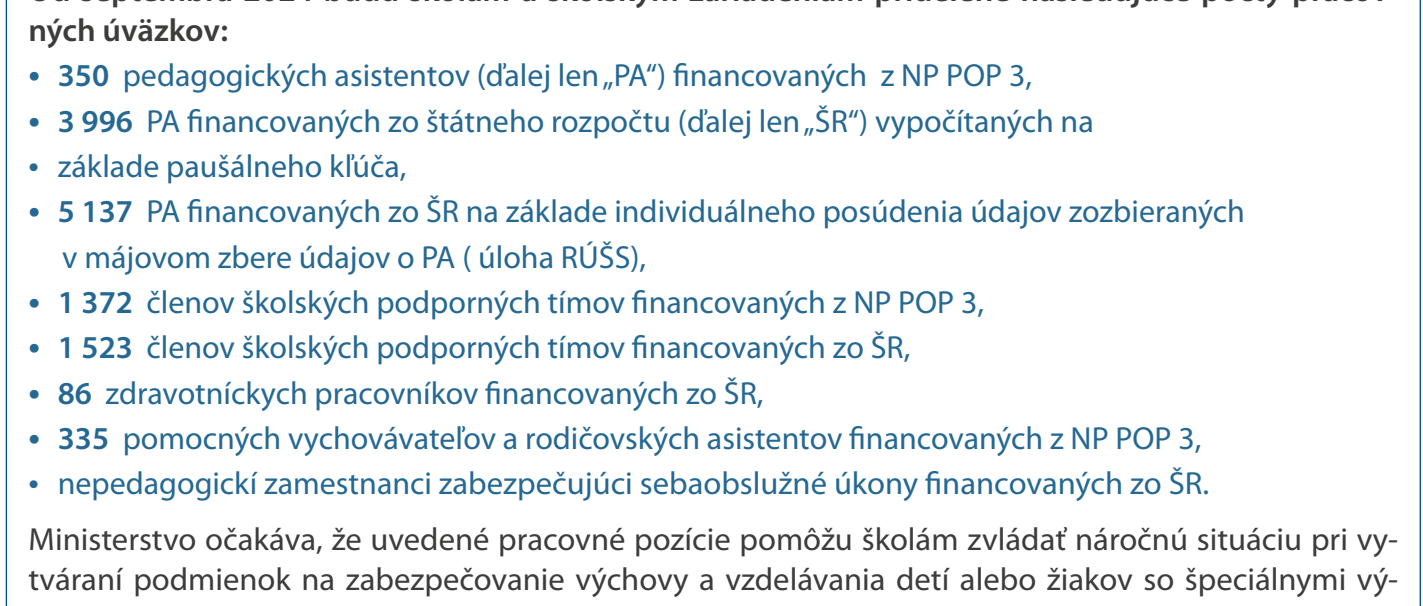 ných úväzkov:
• 350 pedagogických asistentov (ďalej len „PA“) financovaných z NP POP 3,
• 3 996 PA financovaných zo štátneho rozpočtu (ďalej len „ŠR“) vypočítaných na
• základe paušálneho kľúča,
• 5 137 PA financovaných zo ŠR na základe individuálneho posúdenia údajov zozbieraných
v májovom zbere údajov o PA ( úloha RÚŠS),
• 1 372 členov školských podporných tímov financovaných z NP POP 3,
• 1 523 členov školských podporných tímov financovaných zo ŠR,
• 86 zdravotníckych pracovníkov financovaných zo ŠR,
• 335 pomocných vychovávateľov a rodičovských asistentov financovaných z NP POP 3,
• nepedagogickí zamestnanci zabezpečujúci sebaobslužné úkony financovaných zo ŠR.
Ministerstvo očakáva, že uvedené pracovné pozície pomôžu školám zvládať náročnú situáciu pri vy-
tváraní podmienok na zabezpečovanie výchovy a vzdelávania detí alebo žiakov so špeciálnymi vý-